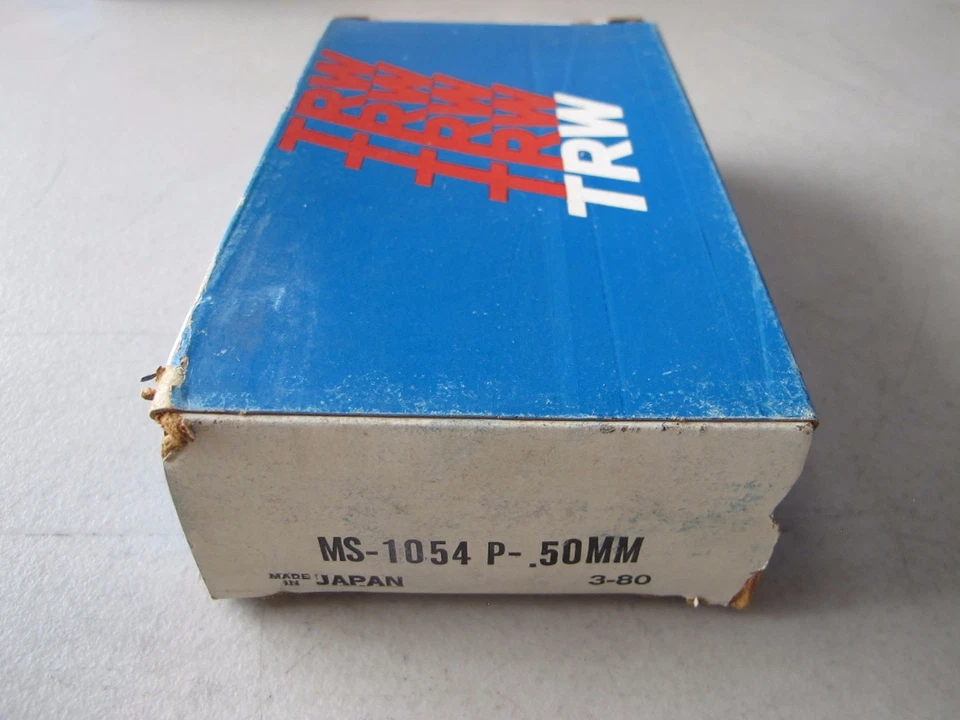 TRW
TRW
TRW
TRW
TRW
MS-1054 P-.50MM
MADE IN JAPAN
3-80